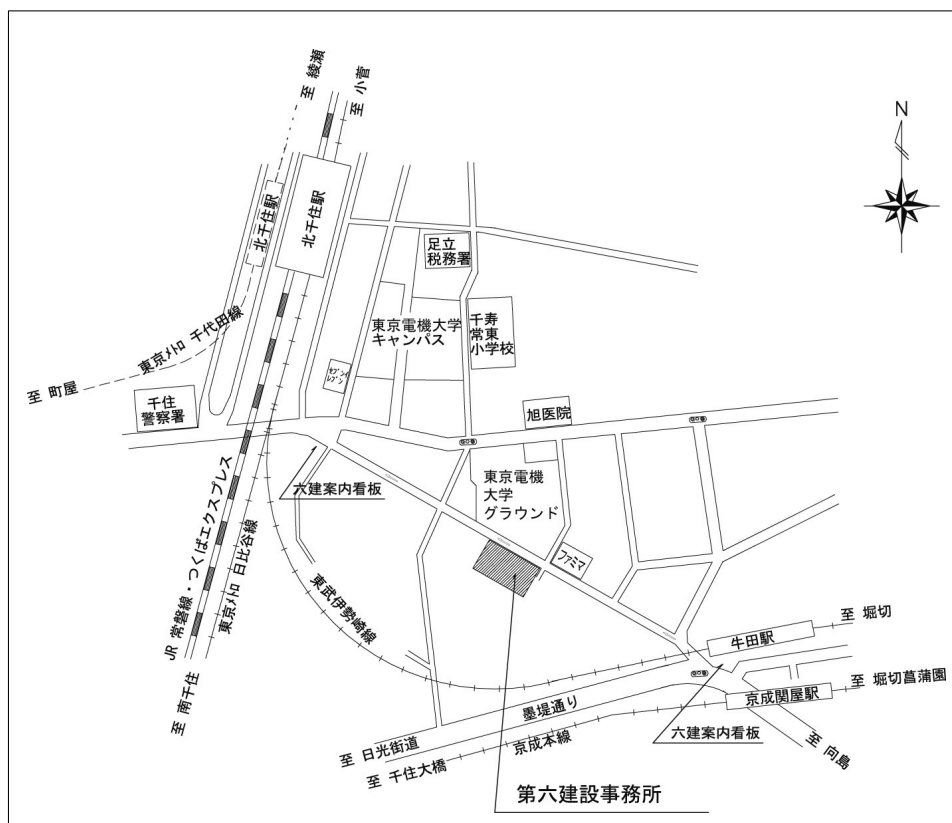 至 綾瀬
至 小菅
N
北千住駅
北千住駅
足立
税務署
東京ﾒﾄﾛ 千代田線
東京電機大学
キャンパス
千寿
常東
小学校
至 町屋
ｾﾌﾞﾝｲ
ﾚﾌﾞﾝ
千住
警察署
旭医院
六建案内看板
東京電機
大学
グラウンド
ファミマ
JR 常磐線・つくばエクスプレス
東京ﾒﾄﾛ 日比谷線
東武伊勢崎線
至 堀切
牛田駅
至 南千住
至 堀切菖蒲園
京成関屋駅
墨堤通り
至 日光街道
京成本線
六建案内看板
至 向島
至 千住大橋
第六建設事務所